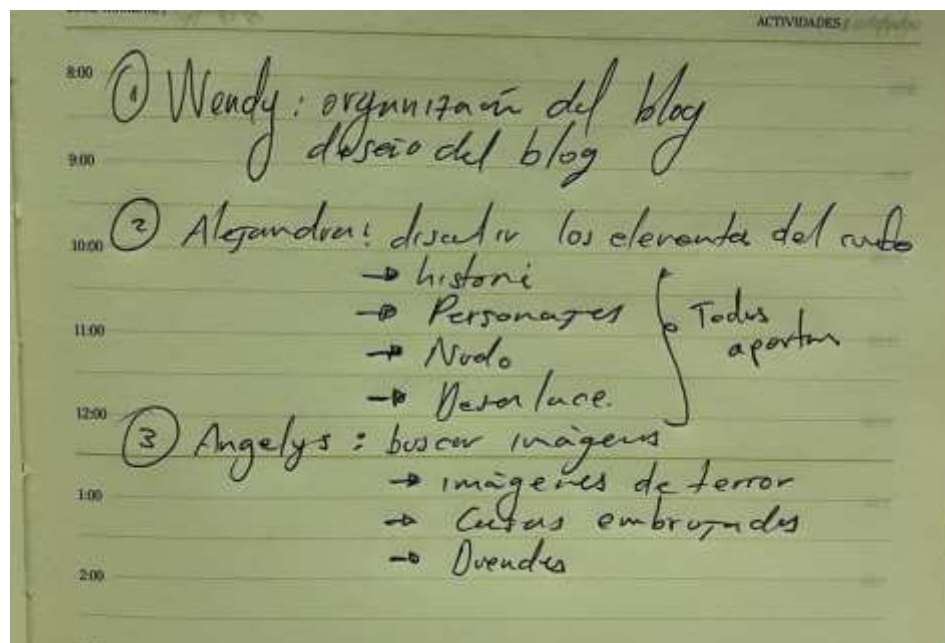 ACTIVIDADES /
8:00
① Wendy: organización del blog
diseño del blog
9:00
② Alejandra: discutir los elementos del cuento
10:00
→ histori
→ Personajes
11:00
→ Nudo
→ Desenlace.
} Todos
aportan
12:00
③ Angelys: buscar imágenes
→ imágenes de terror
1:00
→ Casas embrujadas
→ Duendes
2:00